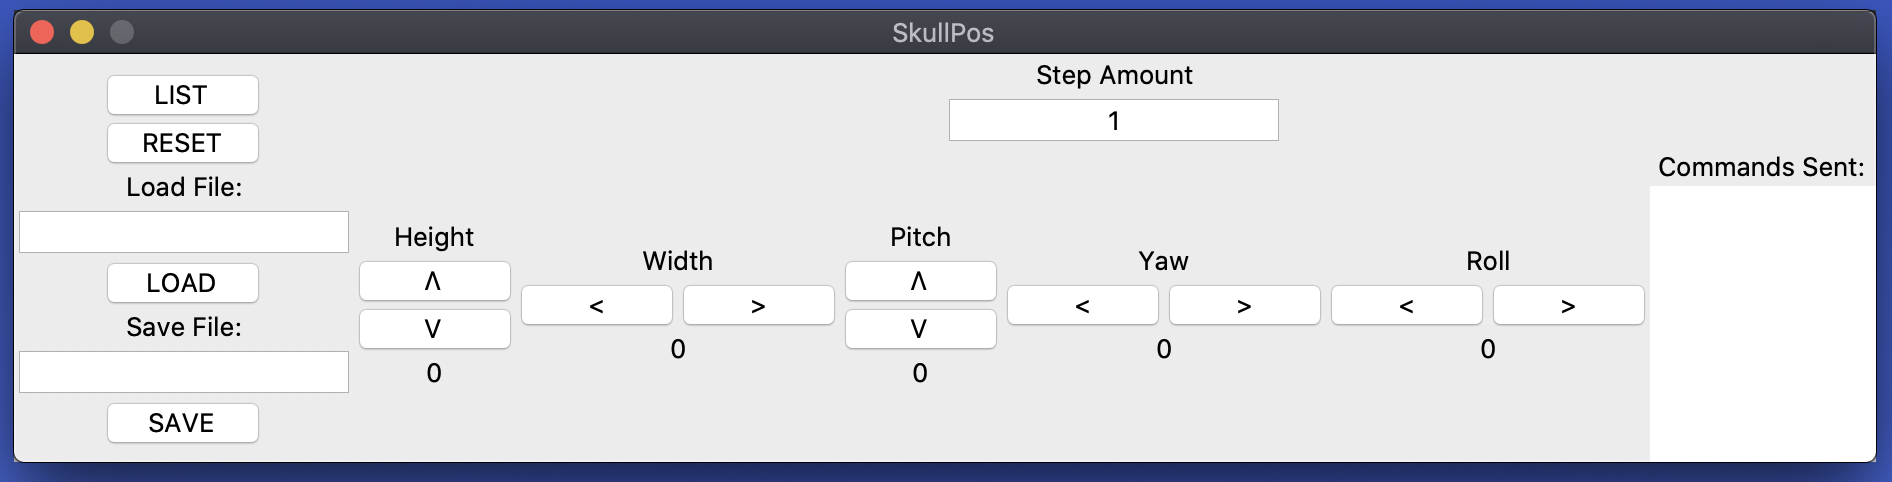 SkullPos
LIST
RESET
Load File:
LOAD
Save File:
SAVE
Step Amount
1
Height
Λ
V
0
Width
< >
0
Pitch
Λ
V
0
Yaw
< >
0
Roll
< >
0
Commands Sent: